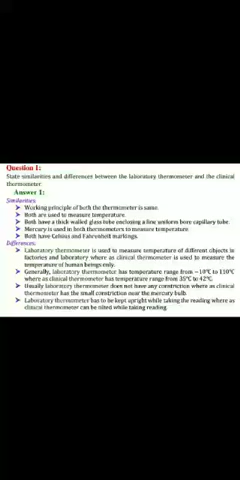 Question 1:
State similarities and differences between the laboratory thermometer and the clinical
thermometer
Answer 1:
Similarities:
➤ Working principle of both the thermometer is same.
➤ Both are used to measure temperature.
➤ Both have a thick walled glass tube enclosing a fine uniform bore capillary tube.
➤ Mercury is used in both thermometers to measure temperature
➤ Both have Celsius and Fahrenheit markings.
Differences:
➤ Laboratory thermometer is used to measure temperature of different objects in
factories and laboratory where as clinical thermometer is used to measure the
temperature of human beings only.
➤ Generally, laboratory thermometer has temperature range from −10°C to 110°C
where as clinical thermometer has temperature range from 35°C to 42°C.
➤ Usually laboratory thermometer does not have any constriction where as clinical
thermometer has the small constriction near the mercury bulb.
➤ Laboratory thermometer has to be kept upright while taking the reading where as
clinical thermometer can be tilted while taking reading.